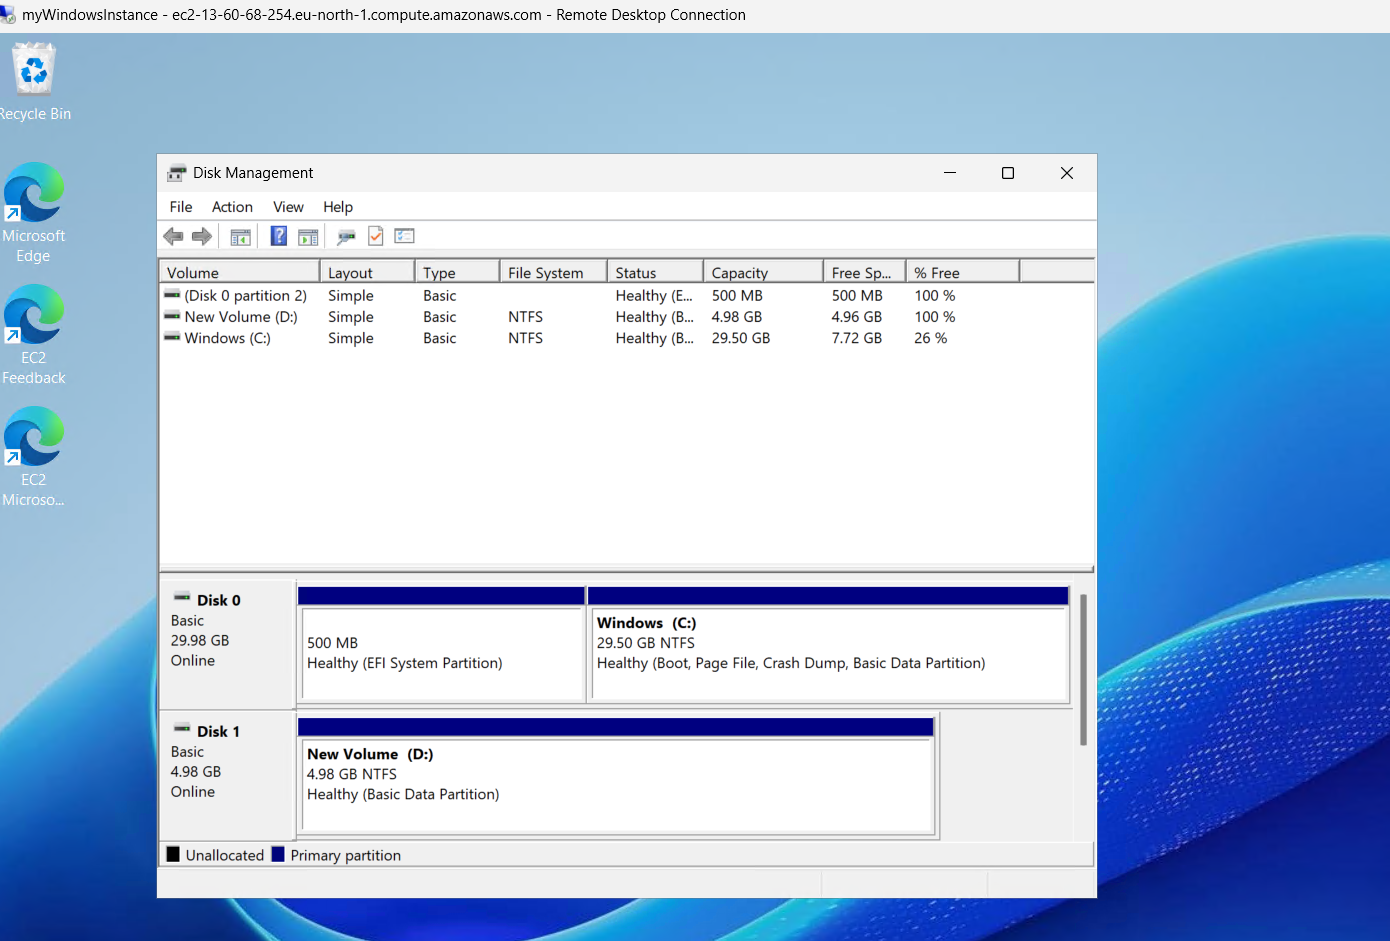 myWindowsInstance - ec2-13-60-68-254.eu-north-1.compute.amazonaws.com - Remote Desktop Connection
Recycle Bin
Microsoft
Edge
EC2
Feedback
EC2
Microso...
Disk Management
File Action View Help
Volume Layout Type File System Status Capacity Free Sp... % Free
(Disk 0 partition 2) Simple Basic Healthy (E... 500 MB 500 MB 100 %
New Volume (D:) Simple Basic NTFS Healthy (B... 4.98 GB 4.96 GB 100 %
Windows (C:) Simple Basic NTFS Healthy (B... 29.50 GB 7.72 GB 26 %
Disk 0
Basic
29.98 GB
Online
500 MB
Healthy (EFI System Partition)
Windows (C:)
29.50 GB NTFS
Healthy (Boot, Page File, Crash Dump, Basic Data Partition)
Disk 1
Basic
4.98 GB
Online
New Volume (D:)
4.98 GB NTFS
Healthy (Basic Data Partition)
Unallocated Primary partition